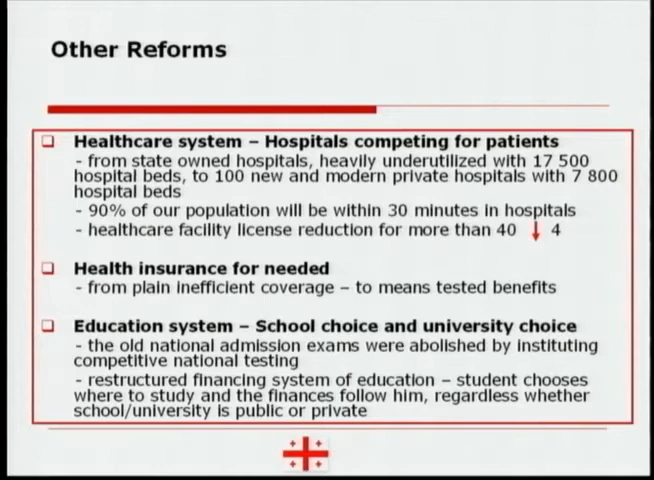 Other Reforms
Healthcare system – Hospitals competing for patients
- from state owned hospitals, heavily underutilized with 17 500
hospital beds, to 100 new and modern private hospitals with 7 800
hospital beds
- 90% of our population will be within 30 minutes in hospitals
- healthcare facility license reduction for more than 40 ↓ 4
Health insurance for needed
- from plain inefficient coverage – to means tested benefits
Education system – School choice and university choice
- the old national admission exams were abolished by instituting
competitive national testing
- restructured financing system of education – student chooses
where to study and the finances follow him, regardless whether
school/university is public or private